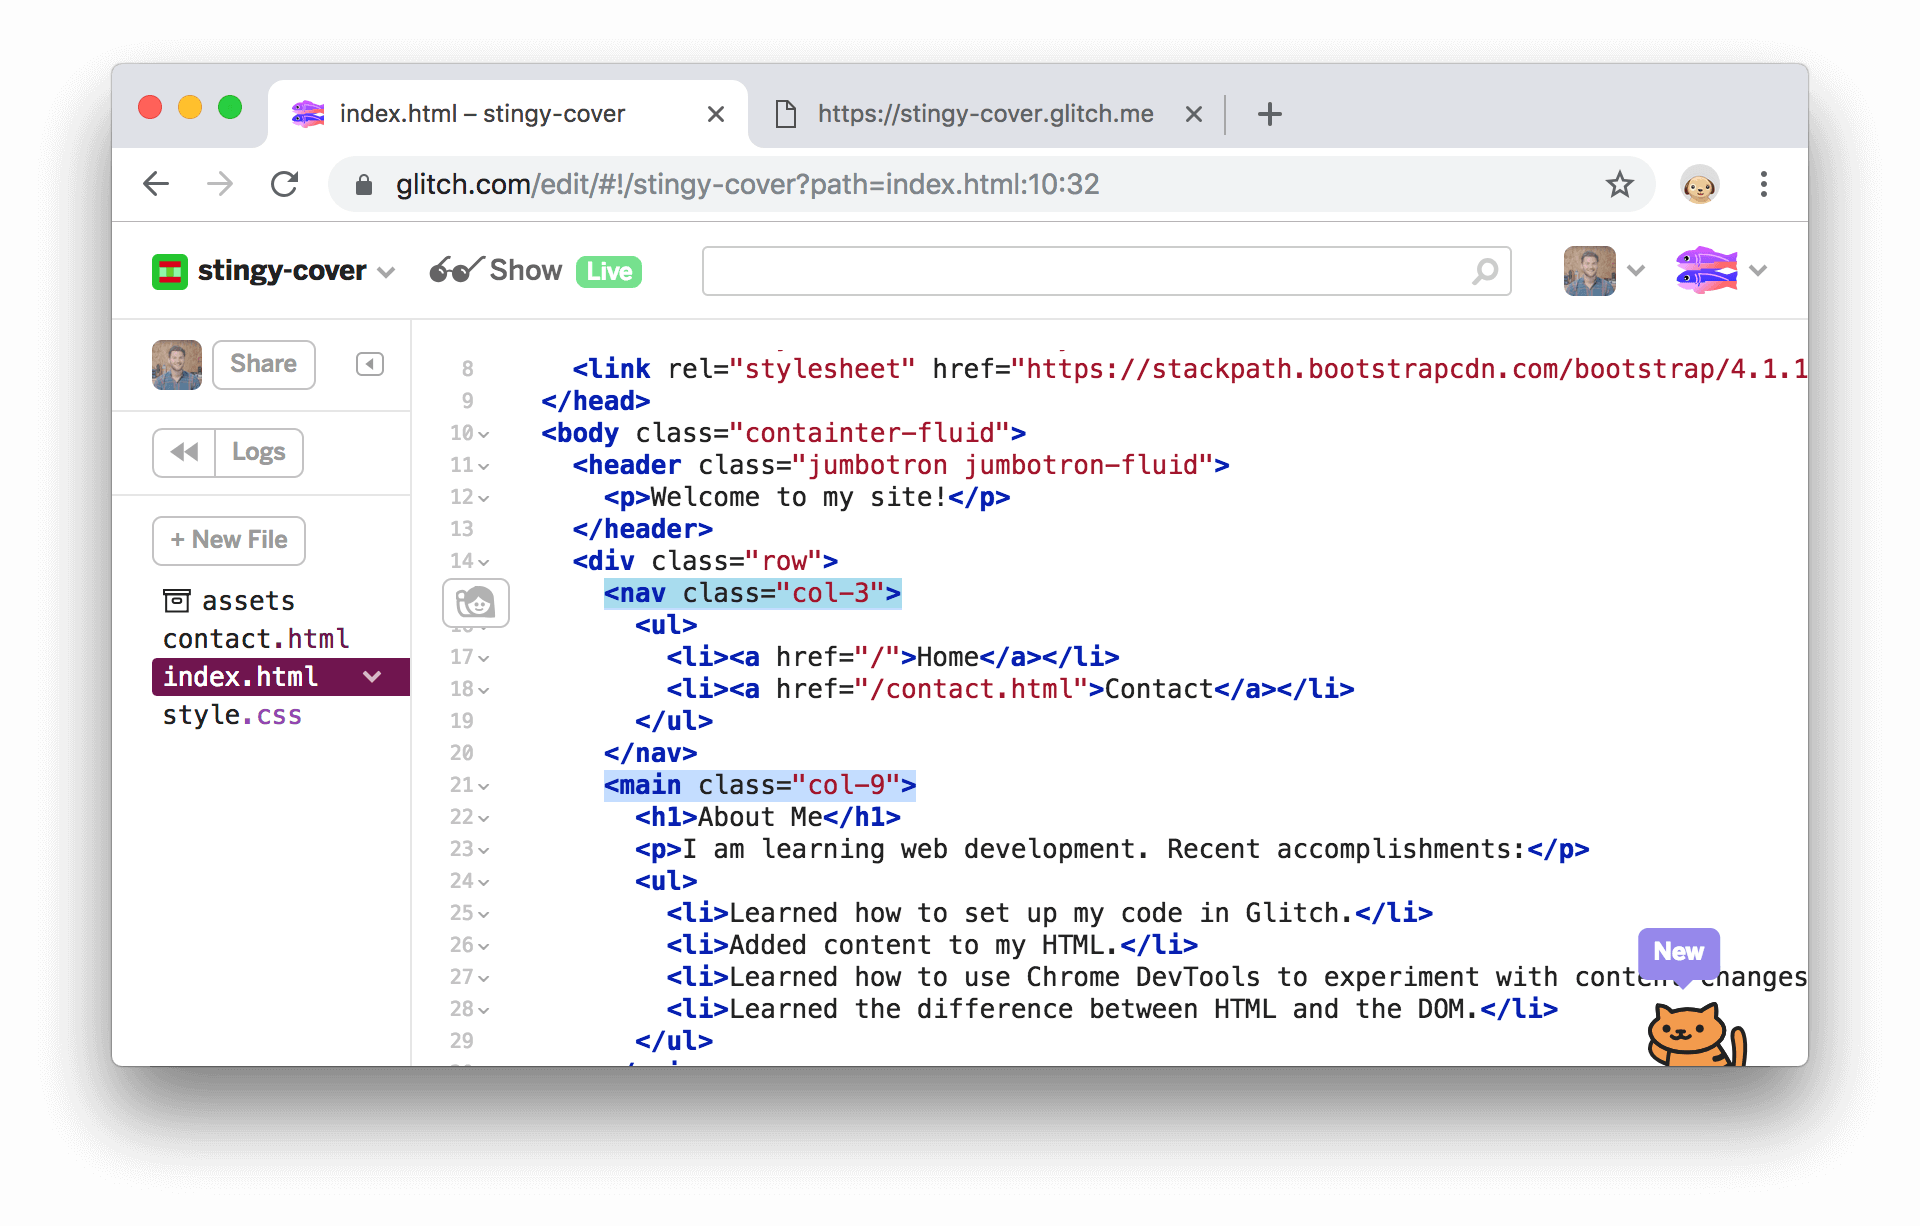 index.html – stingy-cover
https://stingy-cover.glitch.me
glitch.com/edit/#!/stingy-cover?path=index.html:10:32
stingy-cover
Show Live
Share
Logs
+ New File
assets
contact.html
index.html
style.css
8 <link rel="stylesheet" href="https://stackpath.bootstrapcdn.com/bootstrap/4.1.1
9 </head>
10 <body class="containter-fluid">
11 <header class="jumbotron jumbotron-fluid">
12 <p>Welcome to my site!</p>
13 </header>
14 <div class="row">
<nav class="col-3">
<ul>
17 <li><a href="/">Home</a></li>
18 <li><a href="/contact.html">Contact</a></li>
19 </ul>
20 </nav>
21 <main class="col-9">
22 <h1>About Me</h1>
23 <p>I am learning web development. Recent accomplishments:</p>
24 <ul>
25 <li>Learned how to set up my code in Glitch.</li>
26 <li>Added content to my HTML.</li>
27 <li>Learned how to use Chrome DevTools to experiment with content changes
28 <li>Learned the difference between HTML and the DOM.</li>
29 </ul>
New